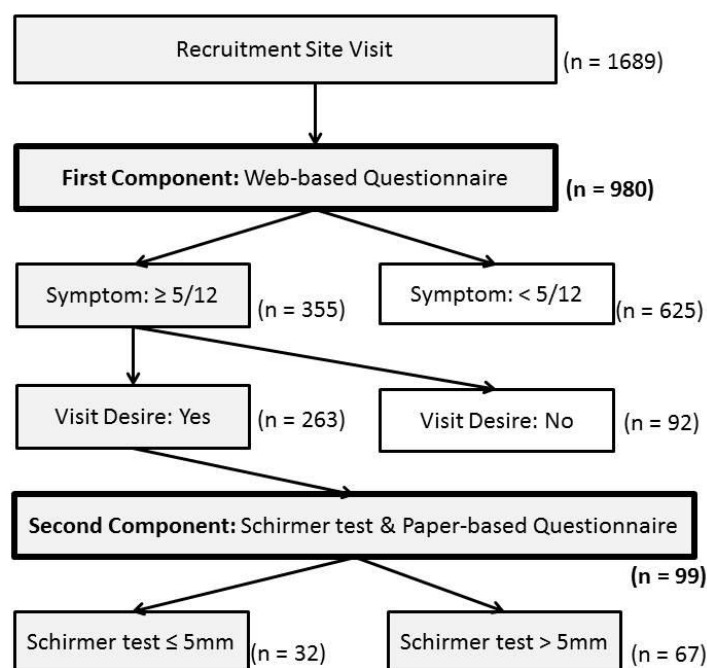 Recruitment Site Visit
(n = 1689)
First Component: Web-based Questionnaire
(n = 980)
Symptom: ≥ 5/12
(n = 355)
Symptom: < 5/12
(n = 625)
Visit Desire: Yes
(n = 263)
Visit Desire: No
(n = 92)
Second Component: Schirmer test & Paper-based Questionnaire
(n = 99)
Schirmer test ≤ 5mm
(n = 32)
Schirmer test > 5mm
(n = 67)